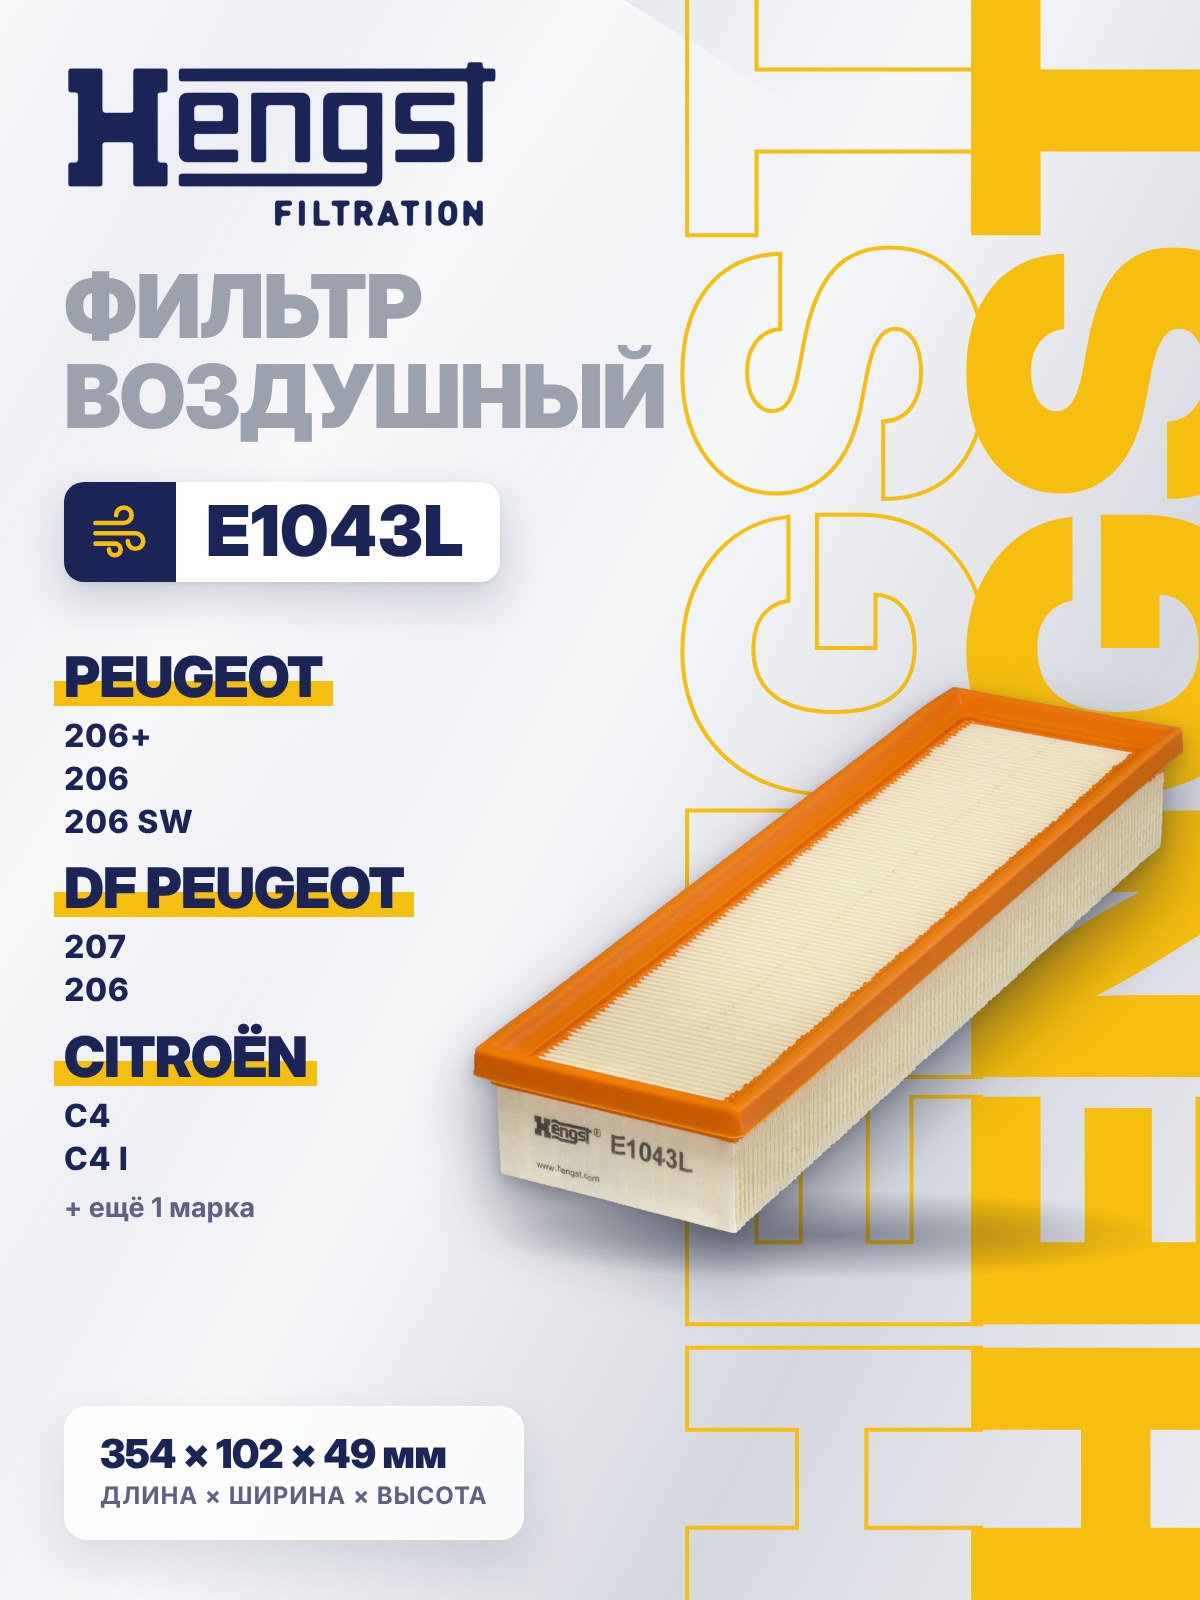 Hengst
FILTRATION
ФИЛЬТР
ВОЗДУШНЫЙ
E1043L
PEUGEOT
206+
206
206 SW
DF PEUGEOT
207
206
CITROËN
C4
C4 I
+ ещё 1 марка
354 × 102 × 49 мм
ДЛИНА × ШИРИНА × ВЫСОТА
HENGST
HENGST
Hengst® E1043L
www.hengst.com